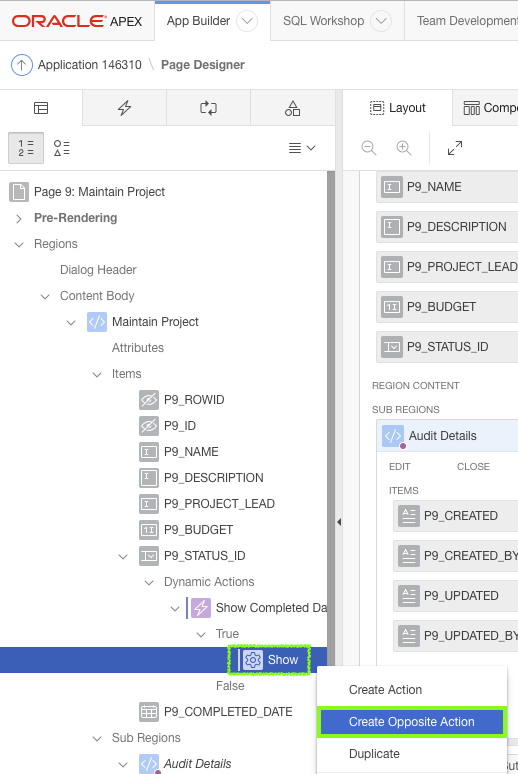 ORACLE APEX
App Builder
SQL Workshop
Team Development
Application 146310 \ Page Designer
Layout
Page 9: Maintain Project
Pre-Rendering
Regions
Dialog Header
Content Body
Maintain Project
Attributes
Items
P9_ROWID
P9_ID
P9_NAME
P9_DESCRIPTION
P9_PROJECT_LEAD
P9_BUDGET
P9_STATUS_ID
Dynamic Actions
Show Completed Da
True
Show
False
P9_COMPLETED_DATE
Sub Regions
Audit Details
P9_NAME
P9_DESCRIPTION
P9_PROJECT_LEAD
P9_BUDGET
P9_STATUS_ID
REGION CONTENT
SUB REGIONS
Audit Details
EDIT CLOSE
ITEMS
P9_CREATED
P9_CREATED_BY
P9_UPDATED
P9_UPDATED_BY
Create Action
Create Opposite Action
Duplicate